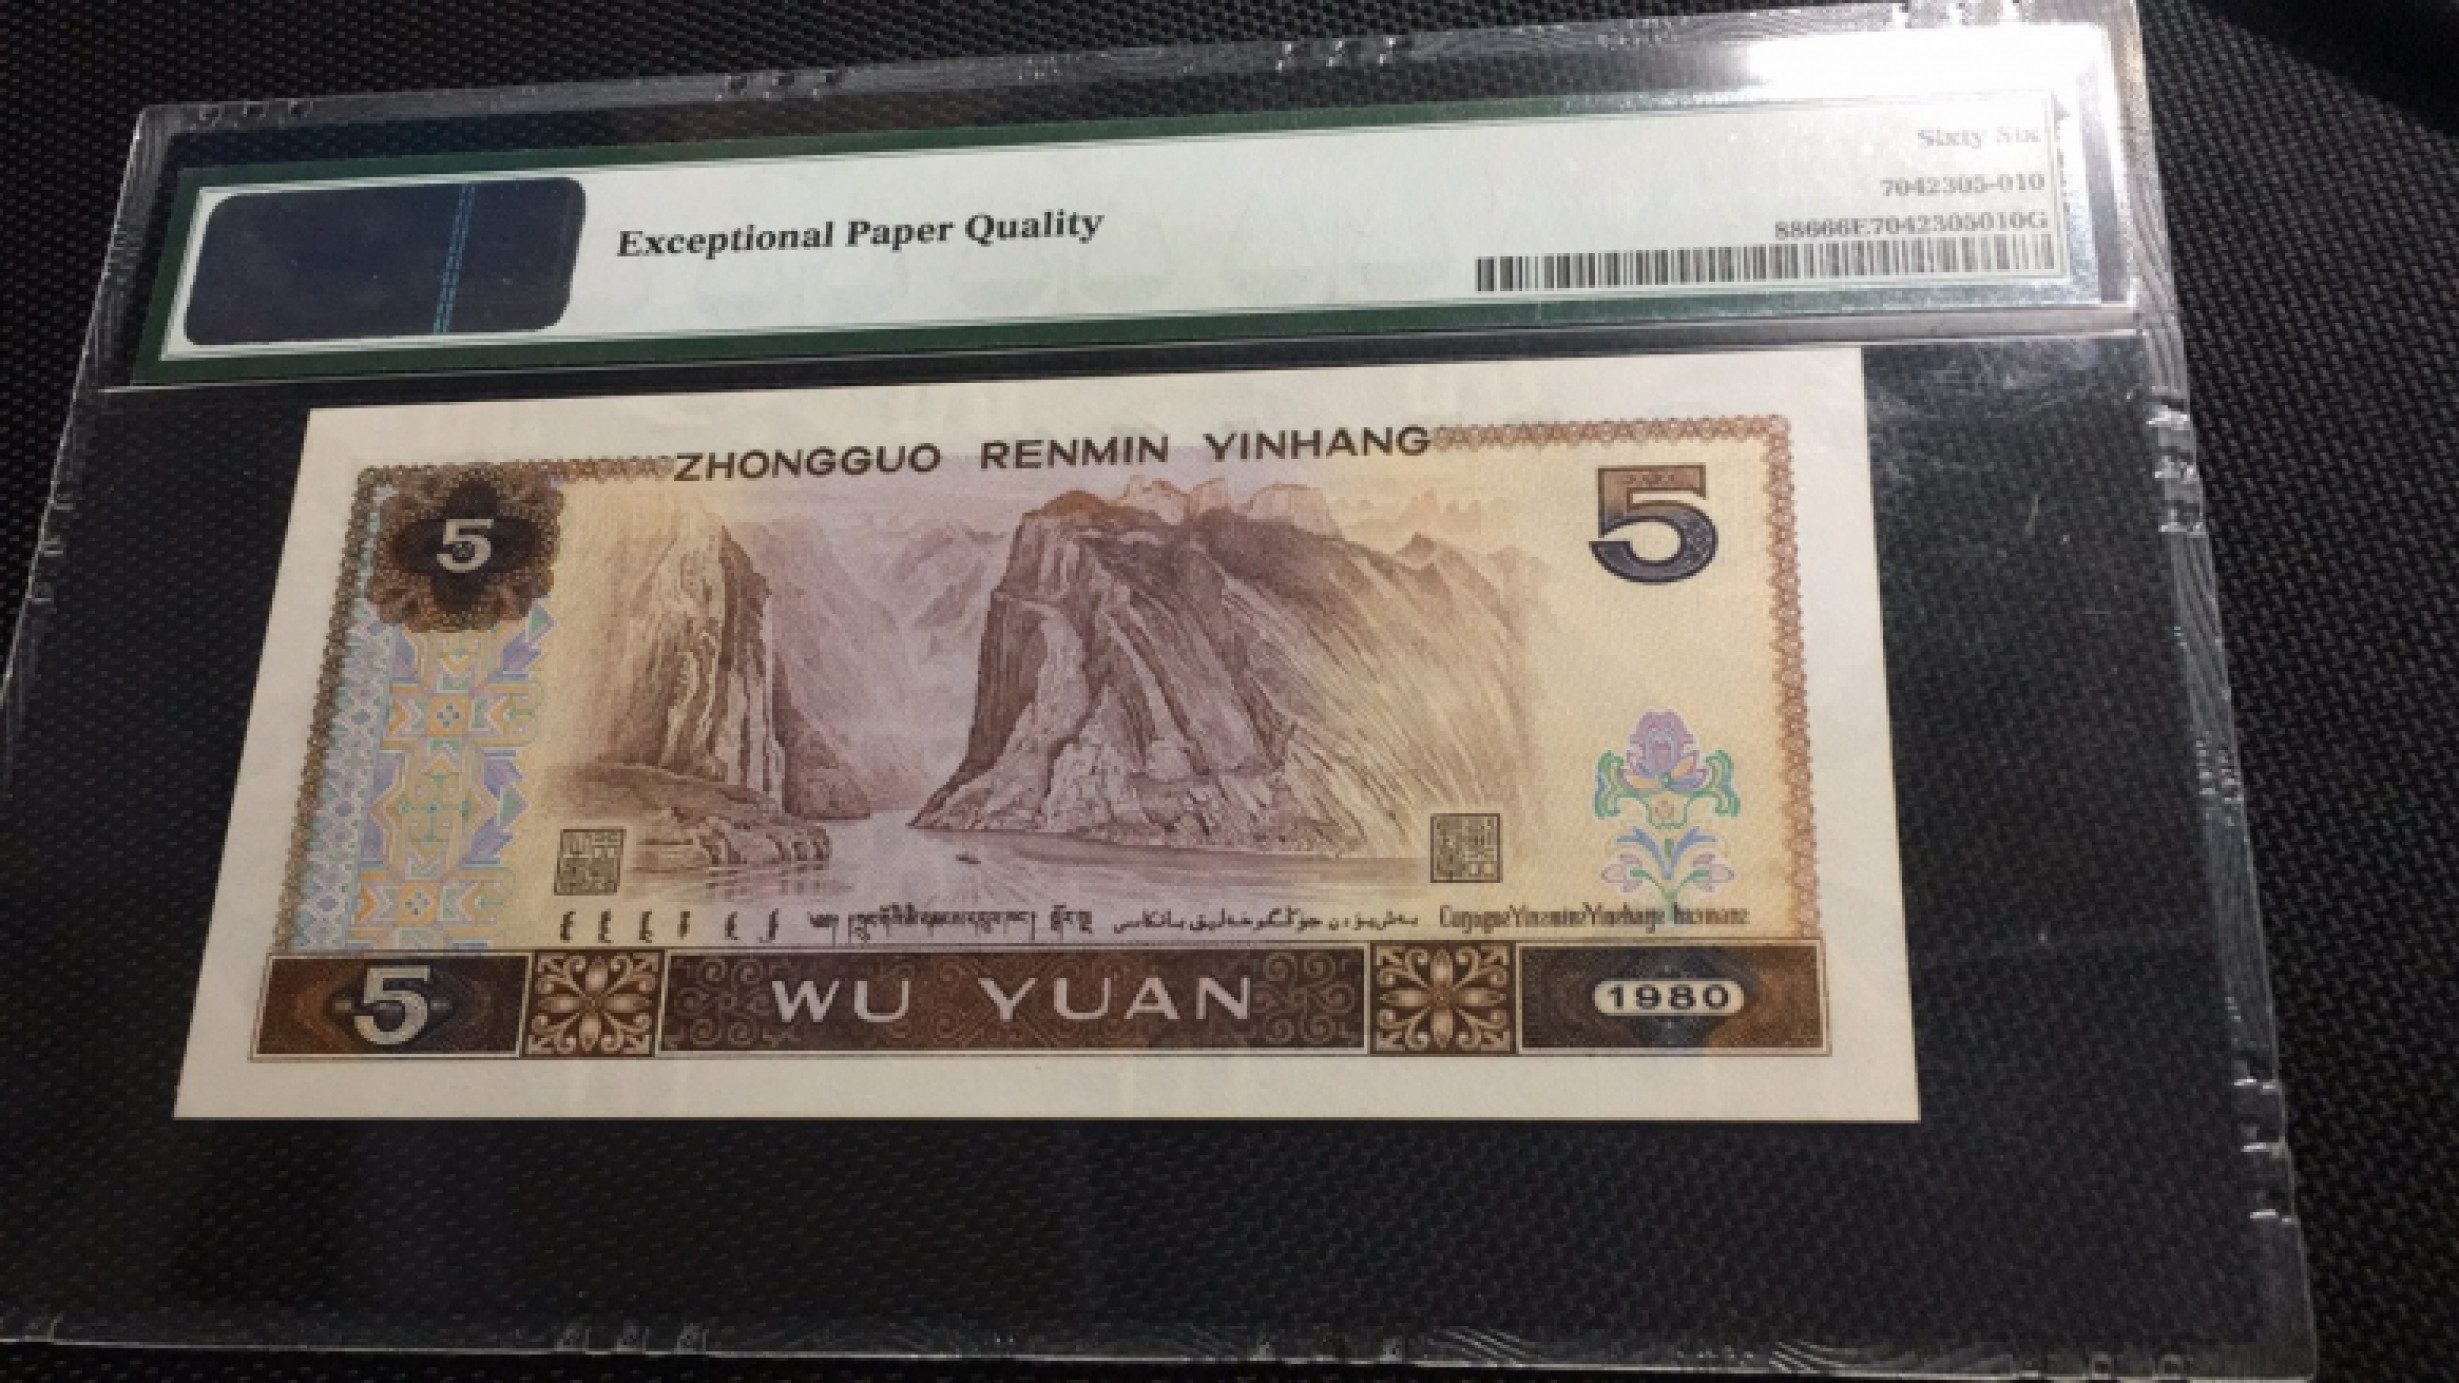 Sixty Six
7042305-010
Exceptional Paper Quality
88666E7042305010G
ZHONGGUO RENMIN YINHANG
5
5
5
WU YUAN
1980